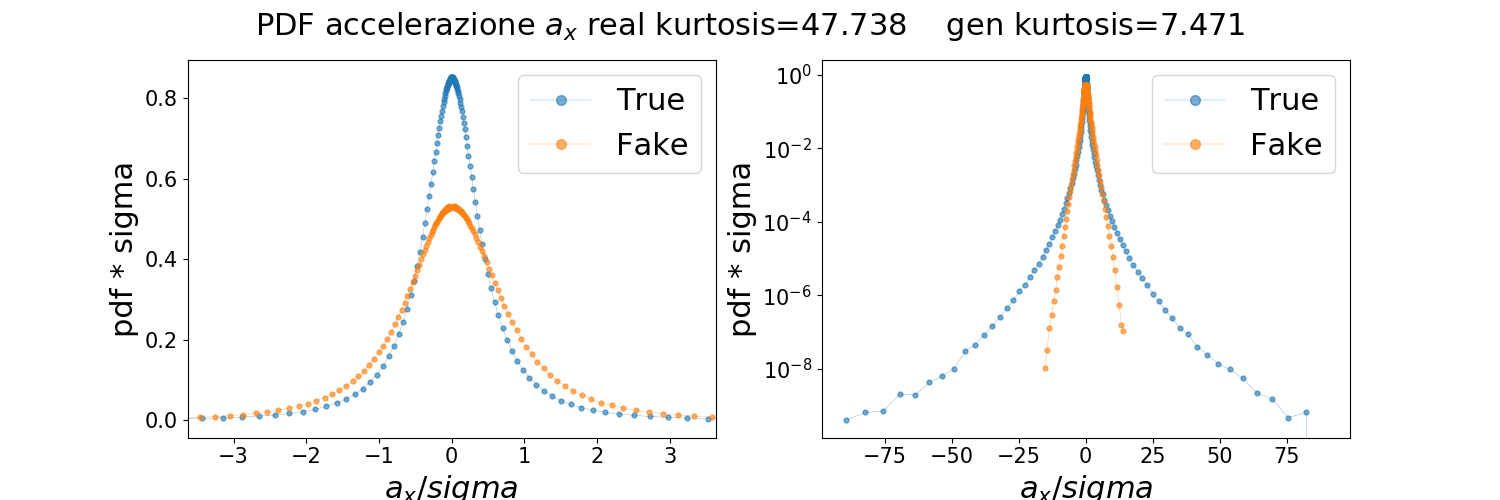 PDF accelerazione a_x real kurtosis=47.738 gen kurtosis=7.471
pdf * sigma
0.8
0.6
0.4
0.2
0.0
True
Fake
−3 −2 −1 0 1 2 3
a_x/sigma
pdf * sigma
10^0
10^−2
10^−4
10^−6
10^−8
True
Fake
−75 −50 −25 0 25 50 75
a_x/sigma